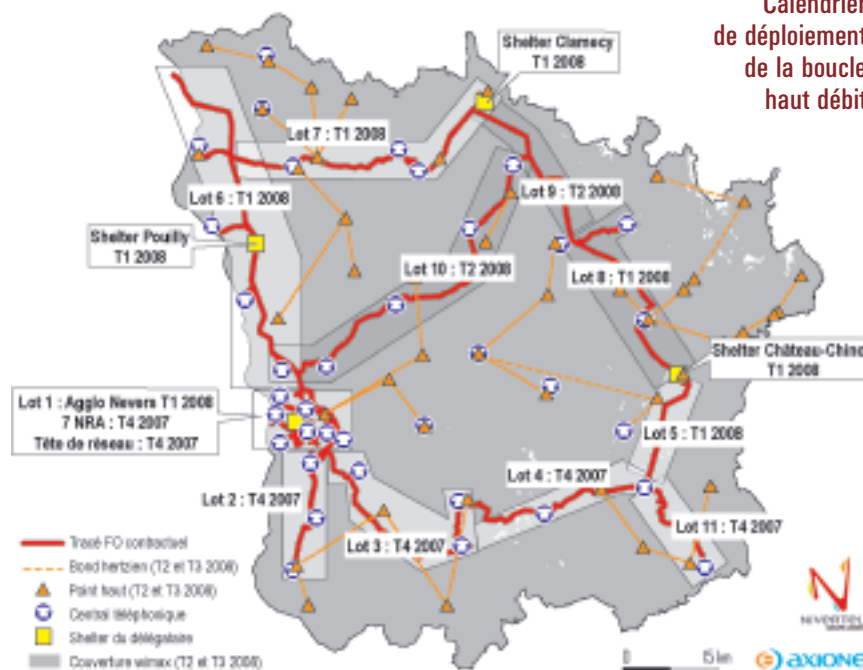 Calendrier
de déploiement
de la boucle
haut débit
Shelter Clamecy
T1 2008
Lot 7 : T1 2008
Lot 9 : T2 2008
Lot 6 : T1 2008
Shelter Pouilly
T1 2008
Lot 10 : T2 2008
Lot 8 : T1 2008
Shelter Château-Chinc
T1 2008
Lot 1 : Agglo Nevers T1 2008
7 NRA : T4 2007
Tête de réseau : T4 2007
Lot 5 : T1 2008
Lot 4 : T4 2007
Lot 2 : T4 2007
Lot 3 : T4 2007
Lot 11 : T4 2007
Tracé FO contractuel
Bond hertzien (T2 et T3 2008)
Point haut (T2 et T3 2008)
Central téléphonique
Shelter du délégataire
Couverture wimax (T2 et T3 2008)
0 15 km
AXIONE